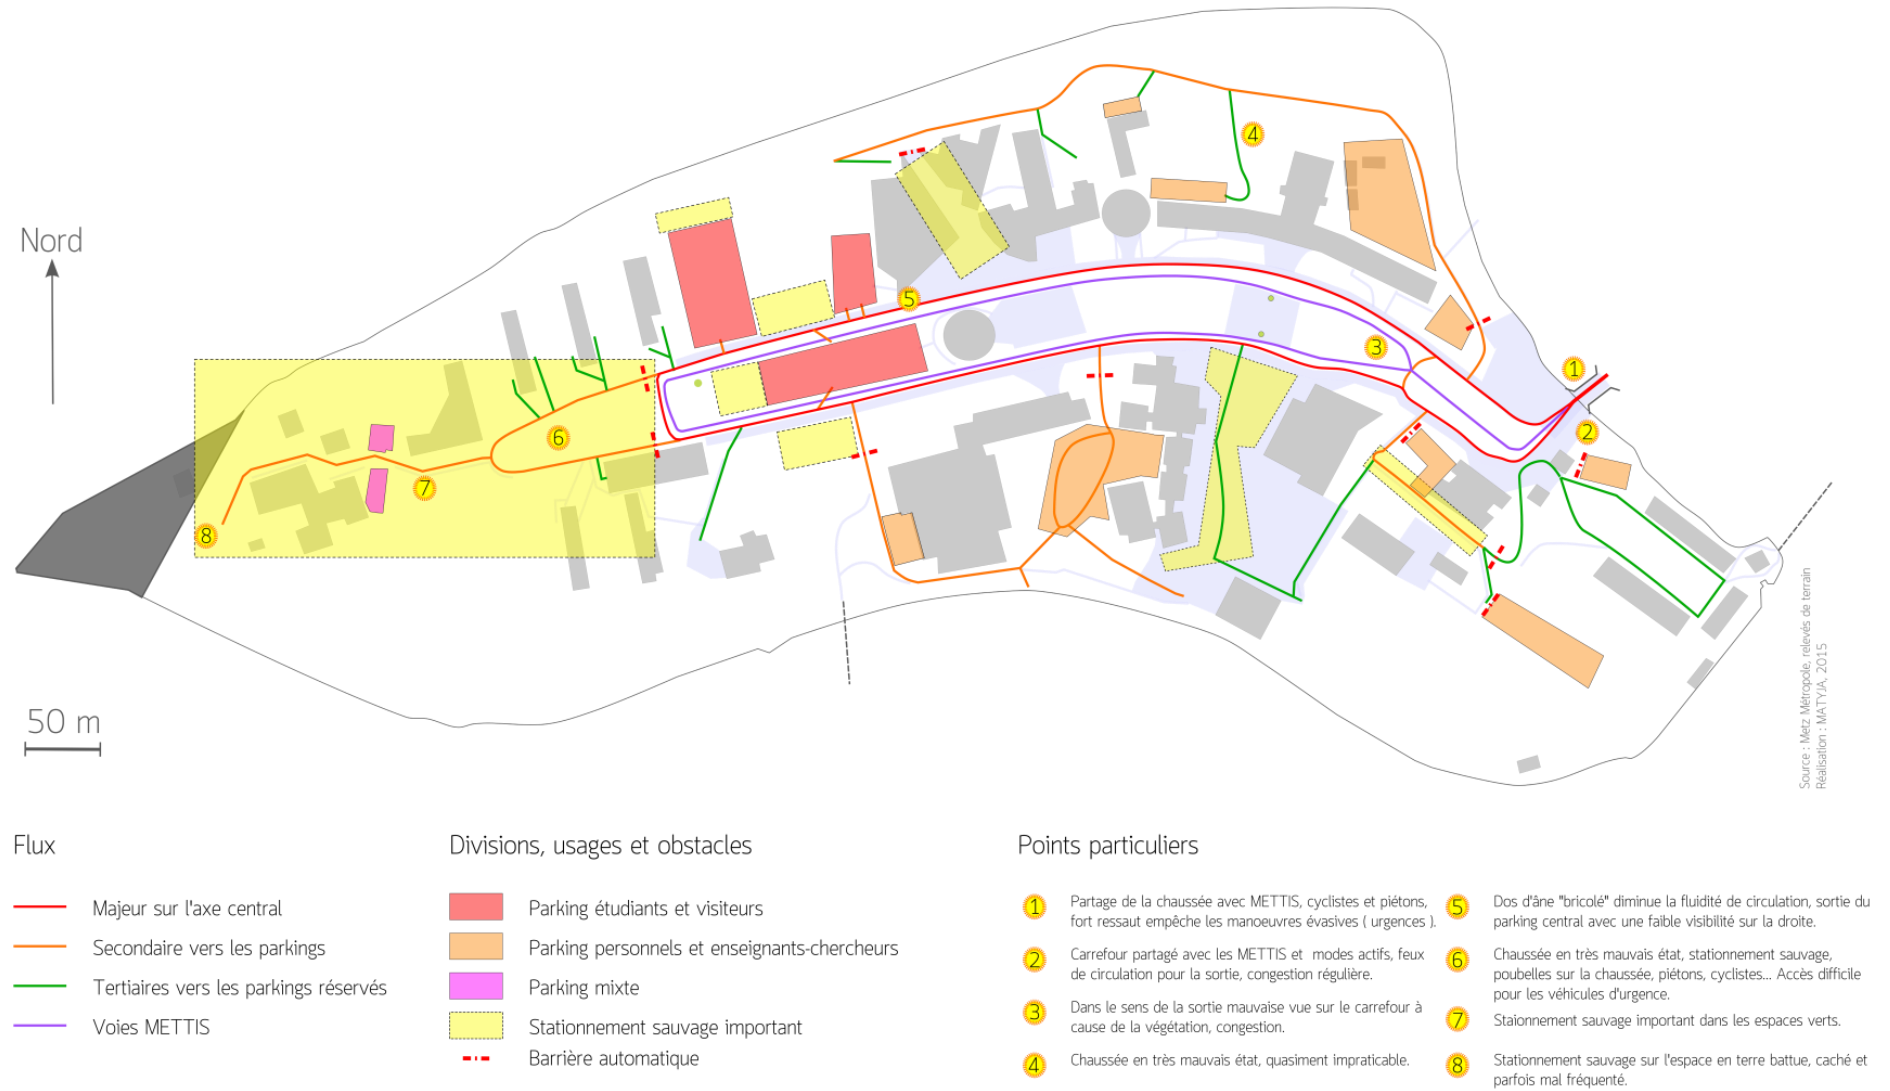 Nord
50 m
1
2
3
4
5
6
7
8
Source : Metz Métropole, relevés de terrain
Réalisation : MATYJA, 2015
Flux
Majeur sur l'axe central
Secondaire vers les parkings
Tertiaires vers les parkings réservés
Voies METTIS
Divisions, usages et obstacles
Parking étudiants et visiteurs
Parking personnels et enseignants-chercheurs
Parking mixte
Stationnement sauvage important
Barrière automatique
Points particuliers
1 Partage de la chaussée avec METTIS, cyclistes et piétons,
fort ressaut empêche les manoeuvres évasives ( urgences ).
2 Carrefour partagé avec les METTIS et modes actifs, feux
de circulation pour la sortie, congestion régulière.
3 Dans le sens de la sortie mauvaise vue sur le carrefour à
cause de la végétation, congestion.
4 Chaussée en très mauvais état, quasiment impraticable.
5 Dos d'âne "bricolé" diminue la fluidité de circulation, sortie du
parking central avec une faible visibilité sur la droite.
6 Chaussée en très mauvais état, stationnement sauvage,
poubelles sur la chaussée, piétons, cyclistes... Accès difficile
pour les véhicules d'urgence.
7 Staionnement sauvage important dans les espaces verts.
8 Stationnement sauvage sur l'espace en terre battue, caché et
parfois mal fréquenté.